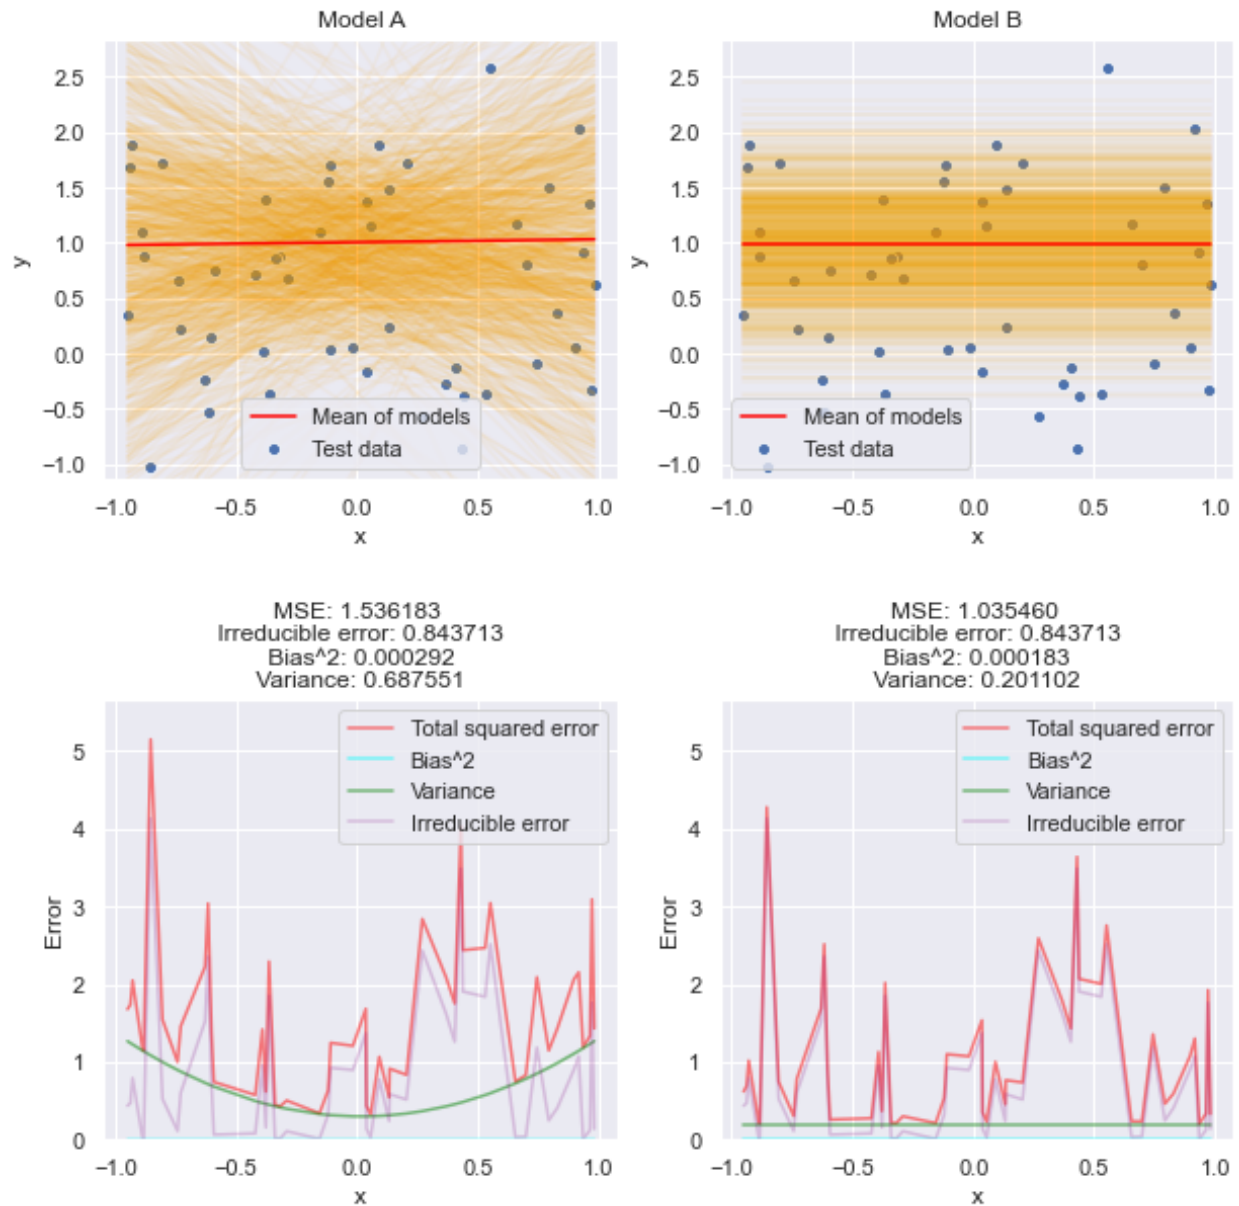 Model A
Model B
2.5
2.0
1.5
1.0
0.5
0.0
−0.5
−1.0
y
Mean of models
Test data
−1.0 −0.5 0.0 0.5 1.0
x
2.5
2.0
1.5
1.0
0.5
0.0
−0.5
−1.0
y
Mean of models
Test data
−1.0 −0.5 0.0 0.5 1.0
x
MSE: 1.536183
Irreducible error: 0.843713
Bias^2: 0.000292
Variance: 0.687551
Total squared error
Bias^2
Variance
Irreducible error
5
4
3
2
1
0
Error
−1.0 −0.5 0.0 0.5 1.0
x
MSE: 1.035460
Irreducible error: 0.843713
Bias^2: 0.000183
Variance: 0.201102
Total squared error
Bias^2
Variance
Irreducible error
5
4
3
2
1
0
Error
−1.0 −0.5 0.0 0.5 1.0
x